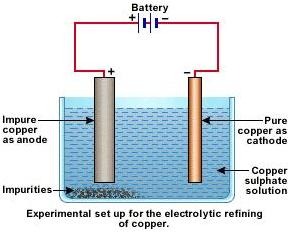 Battery
+ −
+ −
Impure
copper
as anode
Pure
copper as
cathode
Copper
sulphate
solution
Impurities
Experimental set up for the electrolytic refining
of copper.